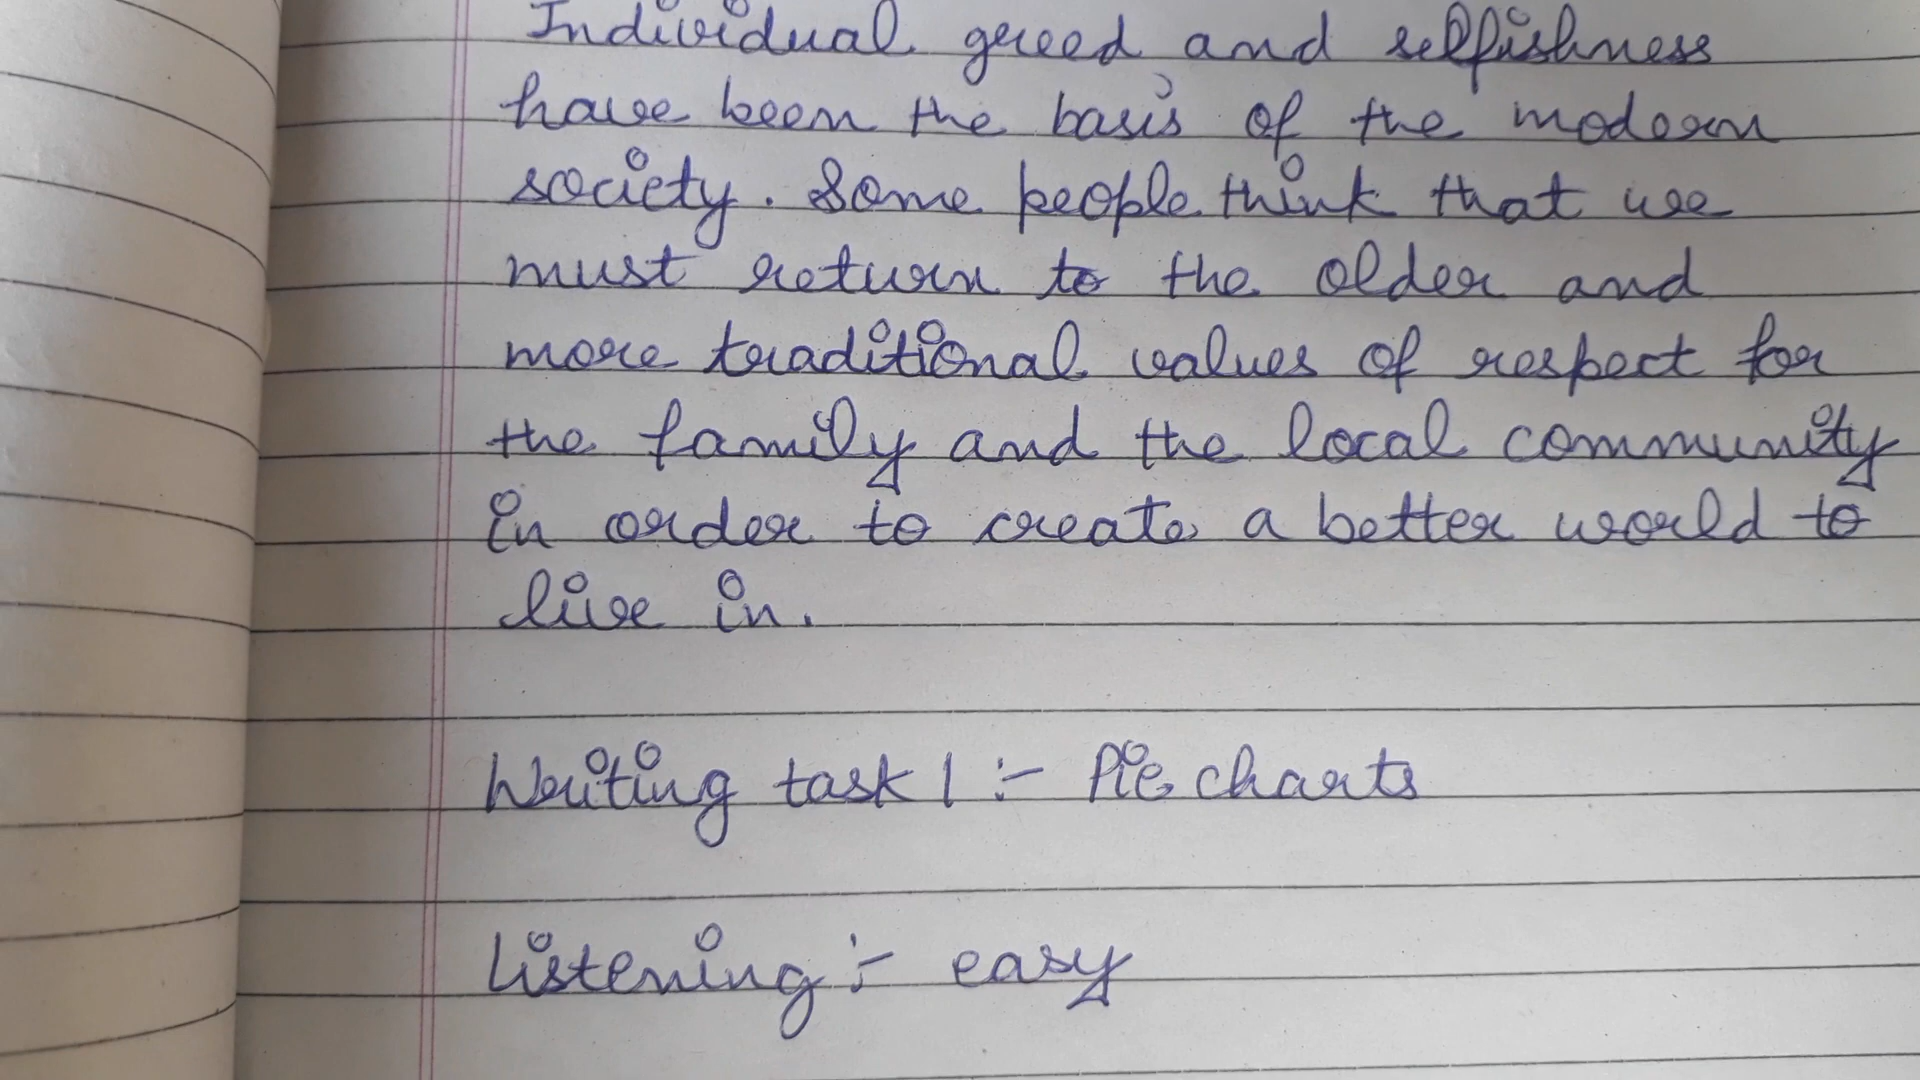 Individual greed and selfishness
have been the basis of the modern
society. Some people think that we
must return to the older and
more traditional values of respect for
the family and the local community
in order to create a better world to
live in.
Writing task 1 :- Pie charts
Listening :- easy